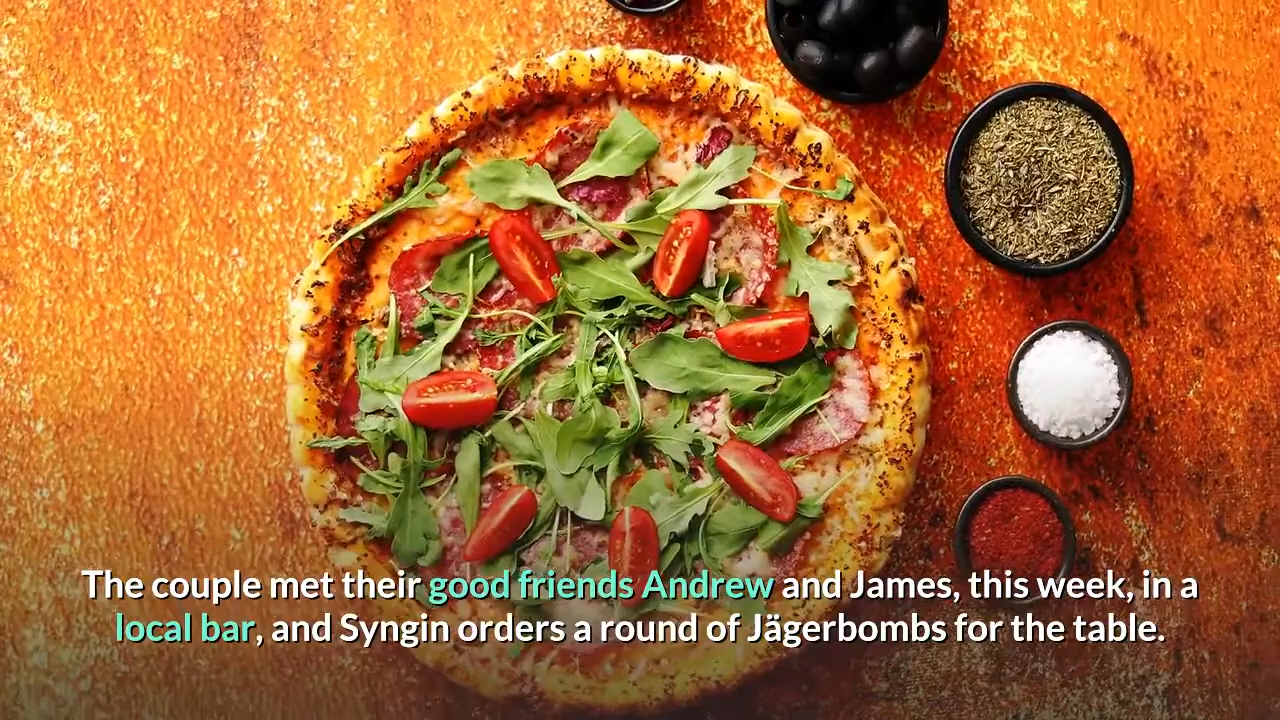 The couple met their good friends Andrew and James, this week, in a
local bar, and Syngin orders a round of Jägerbombs for the table.